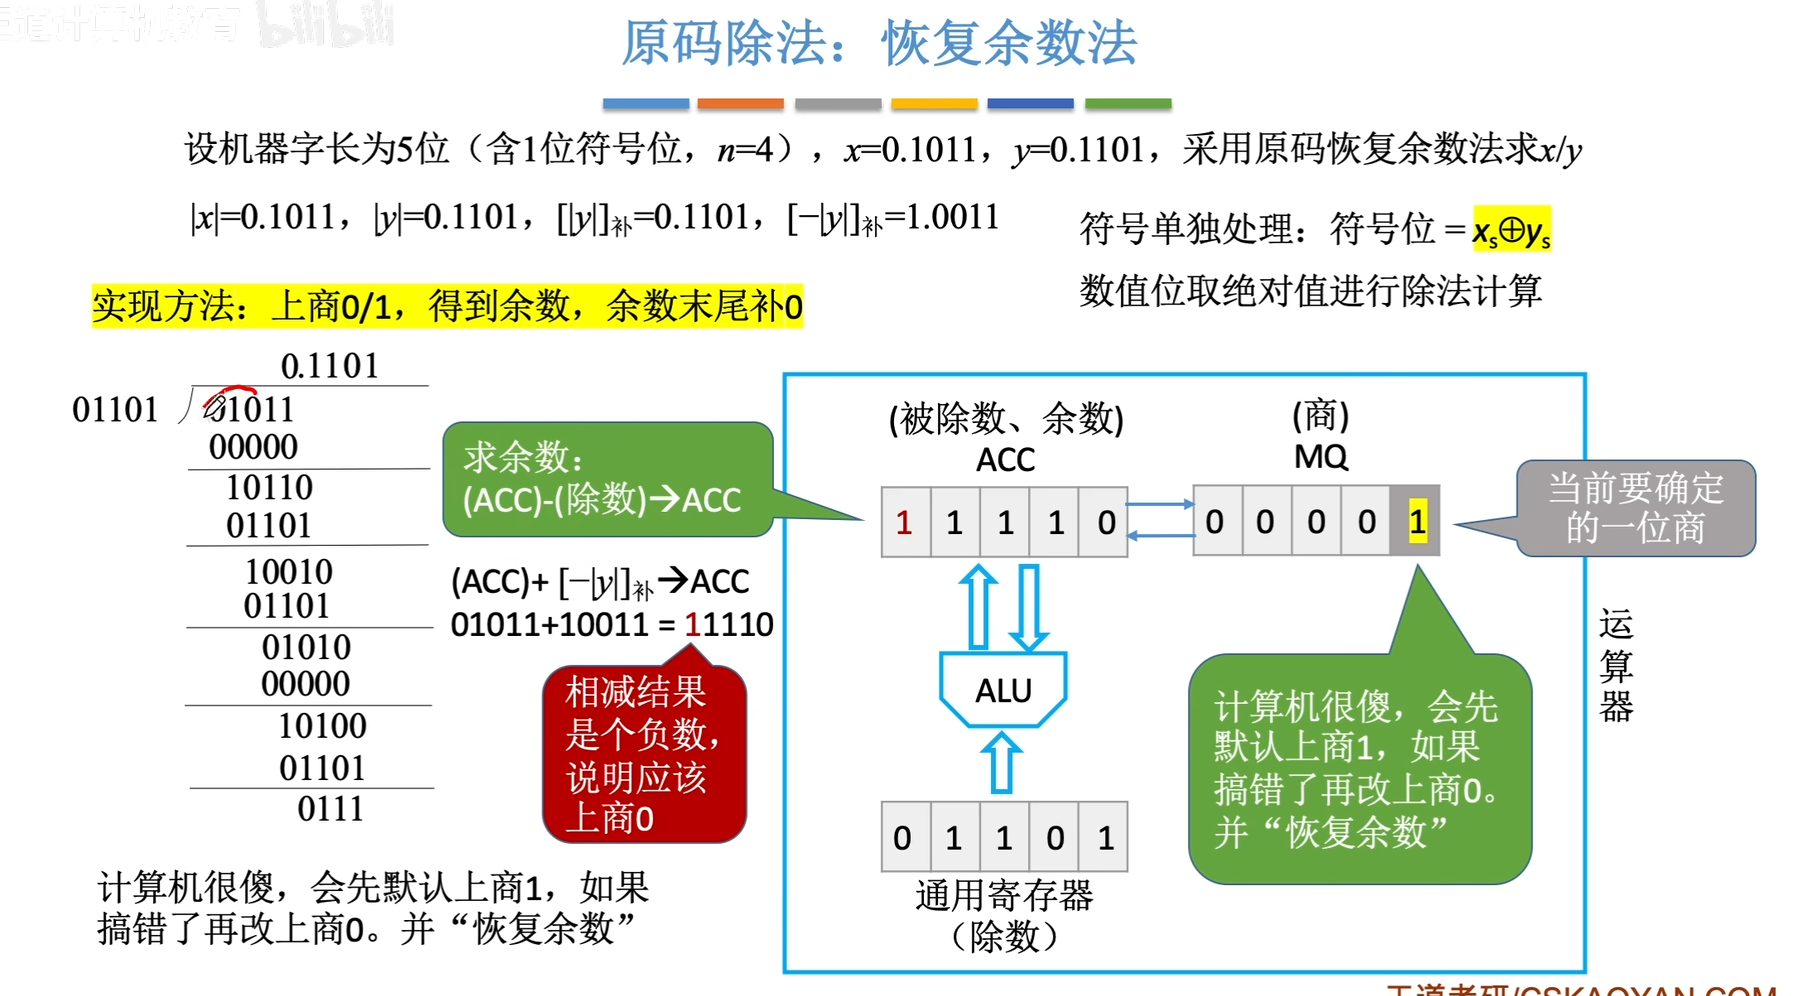 王道计算机教育 bilibili
原码除法：恢复余数法
设机器字长为5位（含1位符号位，n=4），x=0.1011，y=0.1101，采用原码恢复余数法求x/y
|x|=0.1011，|y|=0.1101，[|y|]补=0.1101，[−|y|]补=1.0011
符号单独处理：符号位 = xs⊕ys
数值位取绝对值进行除法计算
实现方法：上商0/1，得到余数，余数末尾补0
0.1101
01101
01011
00000
10110
01101
10010
01101
01010
00000
10100
01101
0111
计算机很傻，会先默认上商1，如果
搞错了再改上商0。并“恢复余数”
求余数：
(ACC)-(除数)→ACC
(ACC)+ [−|y|]补→ACC
01011+10011 = 11110
相减结果
是个负数，
说明应该
上商0
(被除数、余数)
ACC
1 1 1 1 0
(商)
MQ
0 0 0 0 1
当前要确定
的一位商
ALU
0 1 1 0 1
通用寄存器
（除数）
计算机很傻，会先
默认上商1，如果
搞错了再改上商0。
并“恢复余数”
运
算
器
王道考研/CSKAOYAN.COM